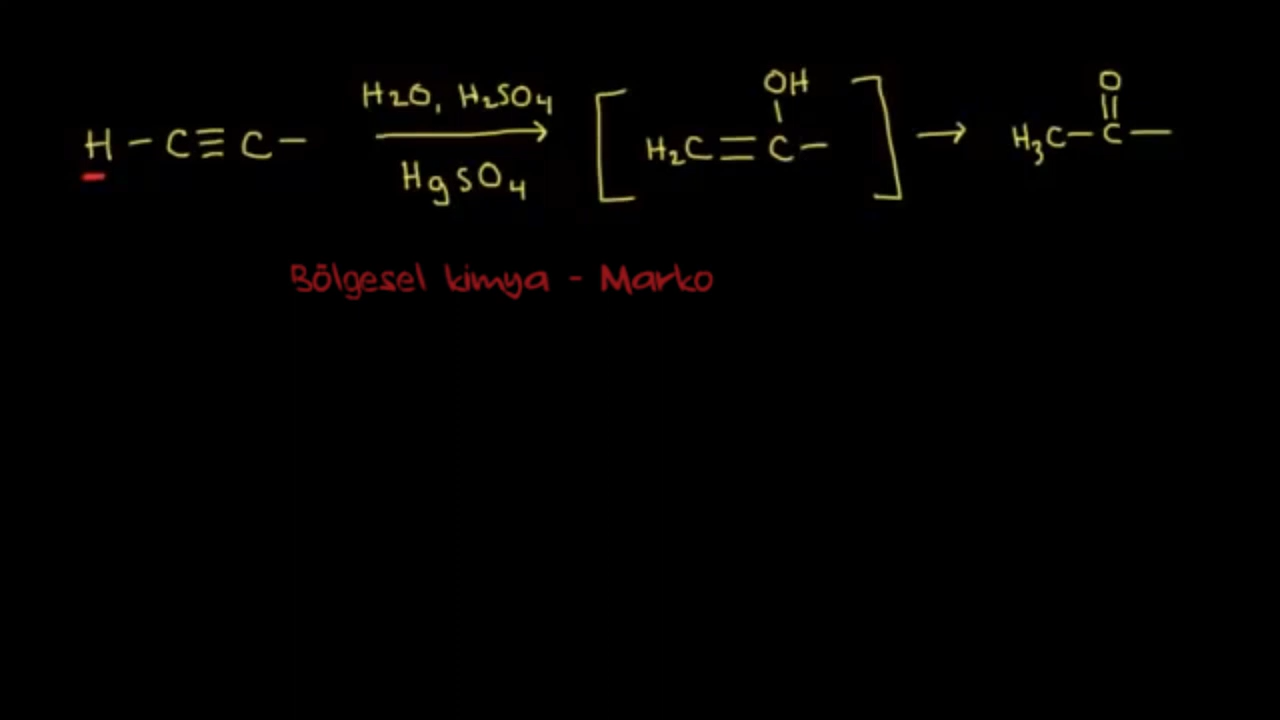 H₂O, H₂SO₄
H - C ≡ C -
HgSO₄
[ H₂C = C - ]
OH
→
H₃C - C -
O
Bölgesel kimya - Marko